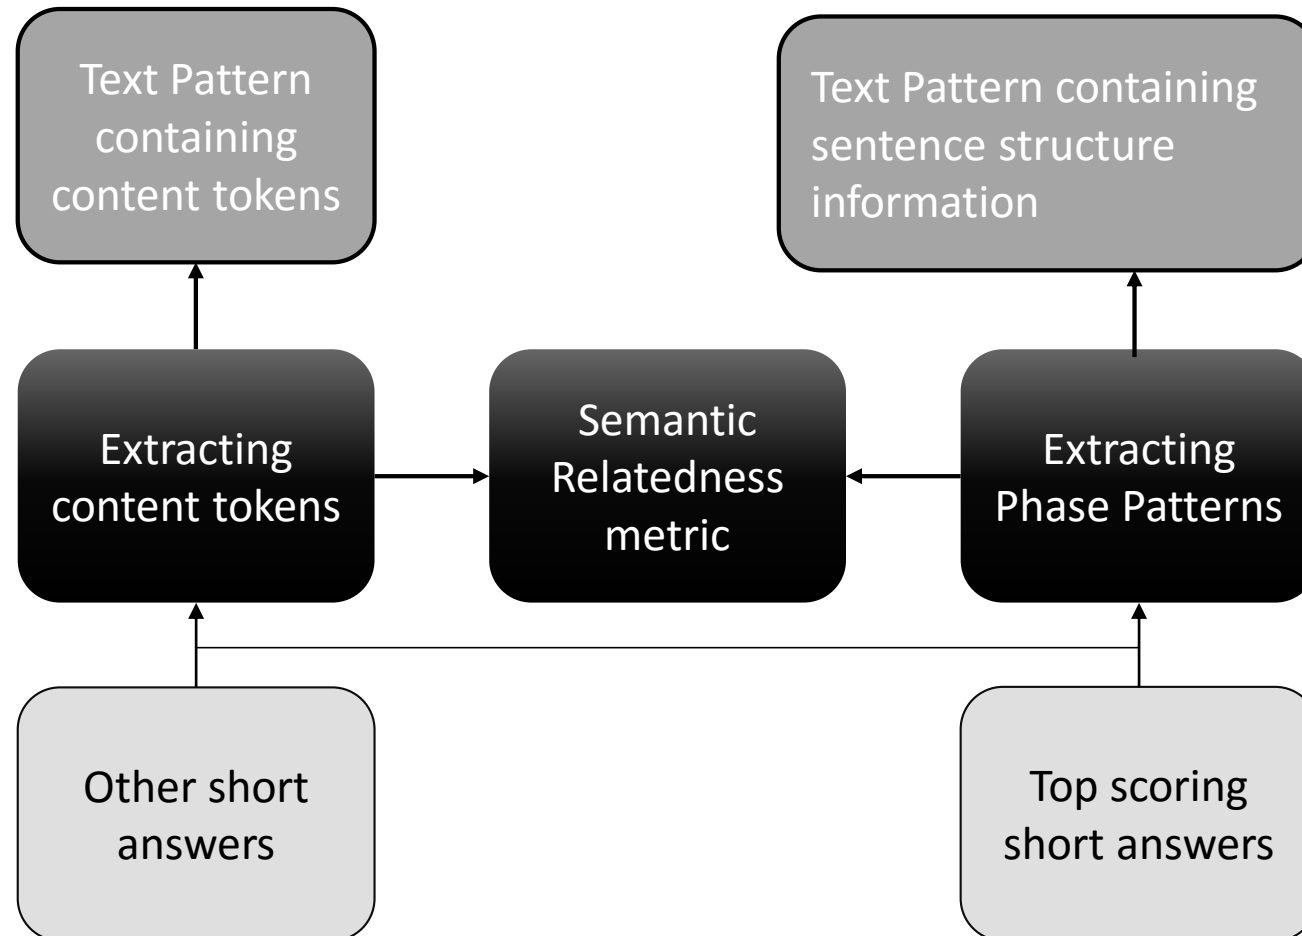 Text Pattern
containing
content tokens
Text Pattern containing
sentence structure
information
Extracting
content tokens
Semantic
Relatedness
metric
Extracting
Phase Patterns
Other short
answers
Top scoring
short answers